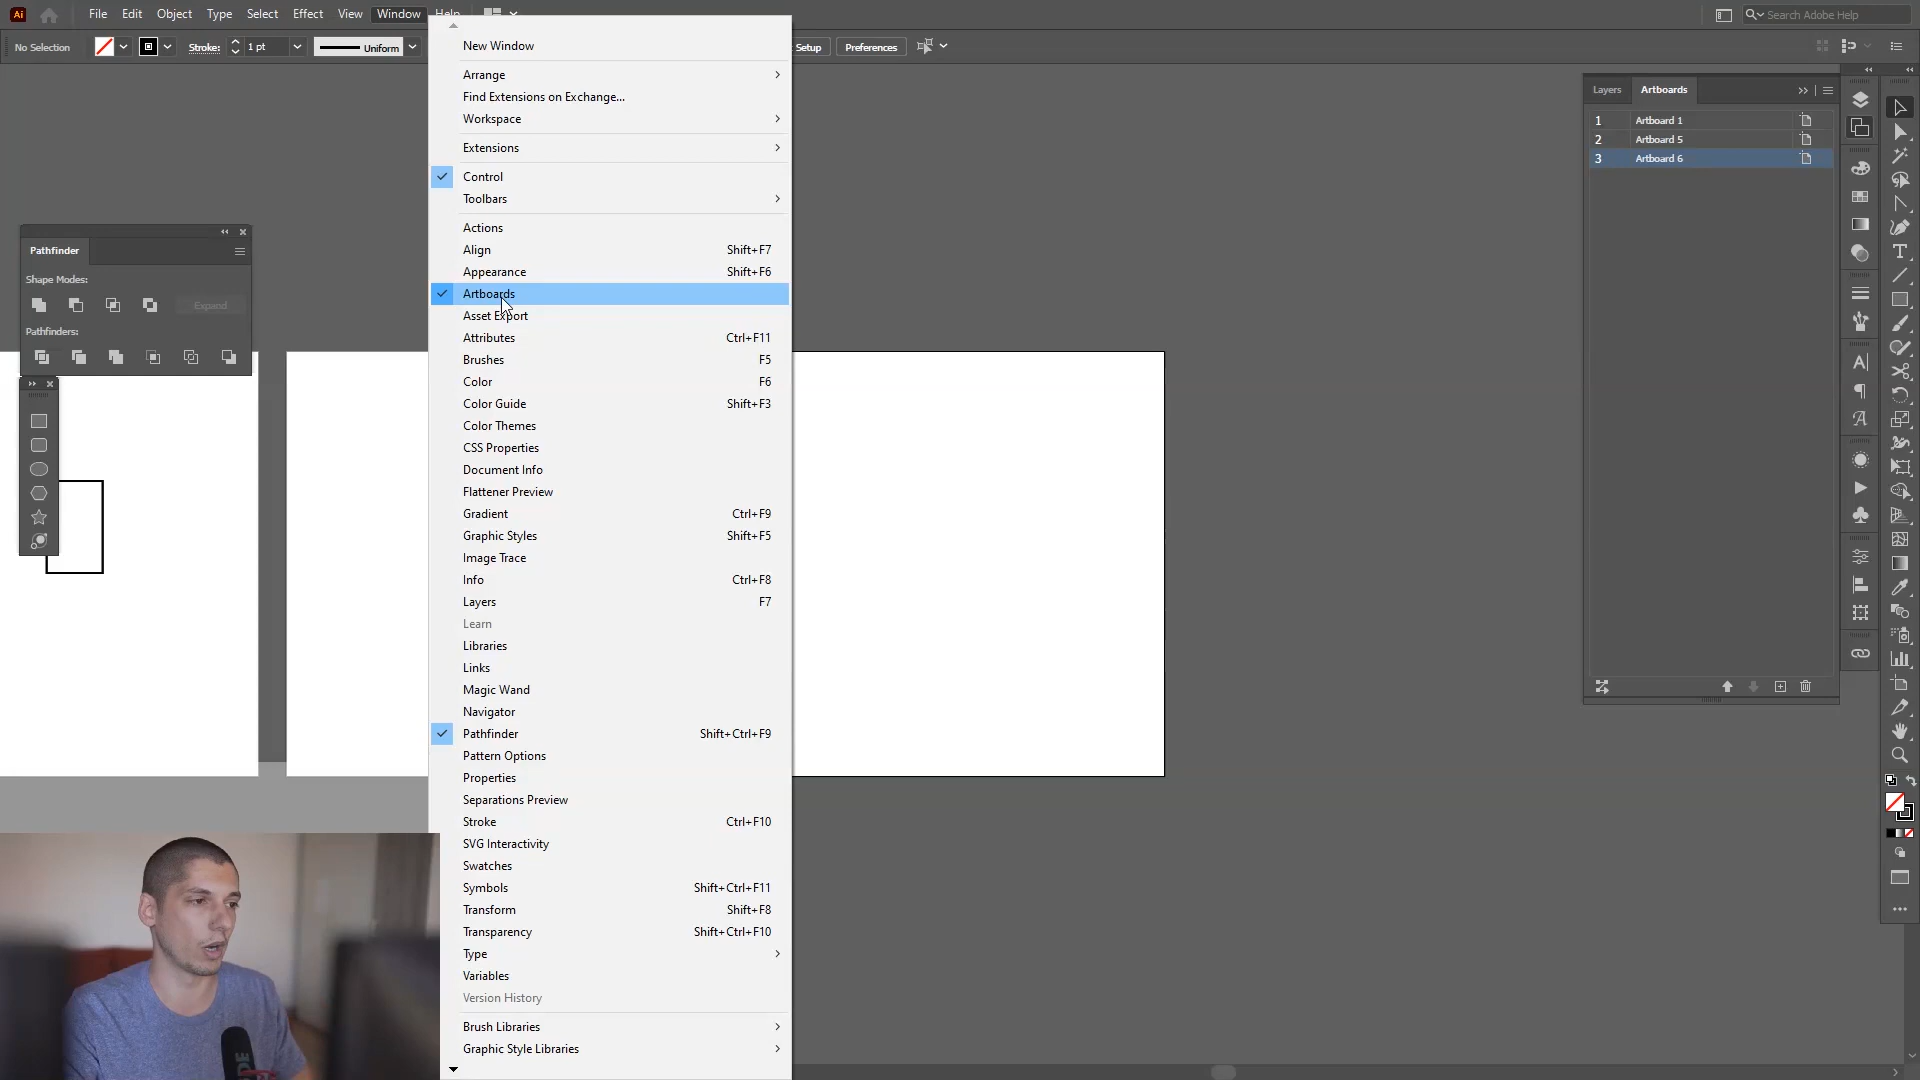 Ai File Edit Object Type Select Effect View Window Help Search Adobe Help
No Selection Stroke: 1 pt Uniform Setup Preferences
New Window
Arrange
Find Extensions on Exchange...
Workspace
Extensions
Control
Toolbars
Actions
Align Shift+F7
Appearance Shift+F6
Artboards
Asset Export
Attributes Ctrl+F11
Brushes F5
Color F6
Color Guide Shift+F3
Color Themes
CSS Properties
Document Info
Flattener Preview
Gradient Ctrl+F9
Graphic Styles Shift+F5
Image Trace
Info Ctrl+F8
Layers F7
Learn
Libraries
Links
Magic Wand
Navigator
Pathfinder Shift+Ctrl+F9
Pattern Options
Properties
Separations Preview
Stroke Ctrl+F10
SVG Interactivity
Swatches
Symbols Shift+Ctrl+F11
Transform Shift+F8
Transparency Shift+Ctrl+F10
Type
Variables
Version History
Brush Libraries
Graphic Style Libraries
Pathfinder
Shape Modes:
Expand
Pathfinders:
Layers Artboards
1 Artboard 1
2 Artboard 5
3 Artboard 6